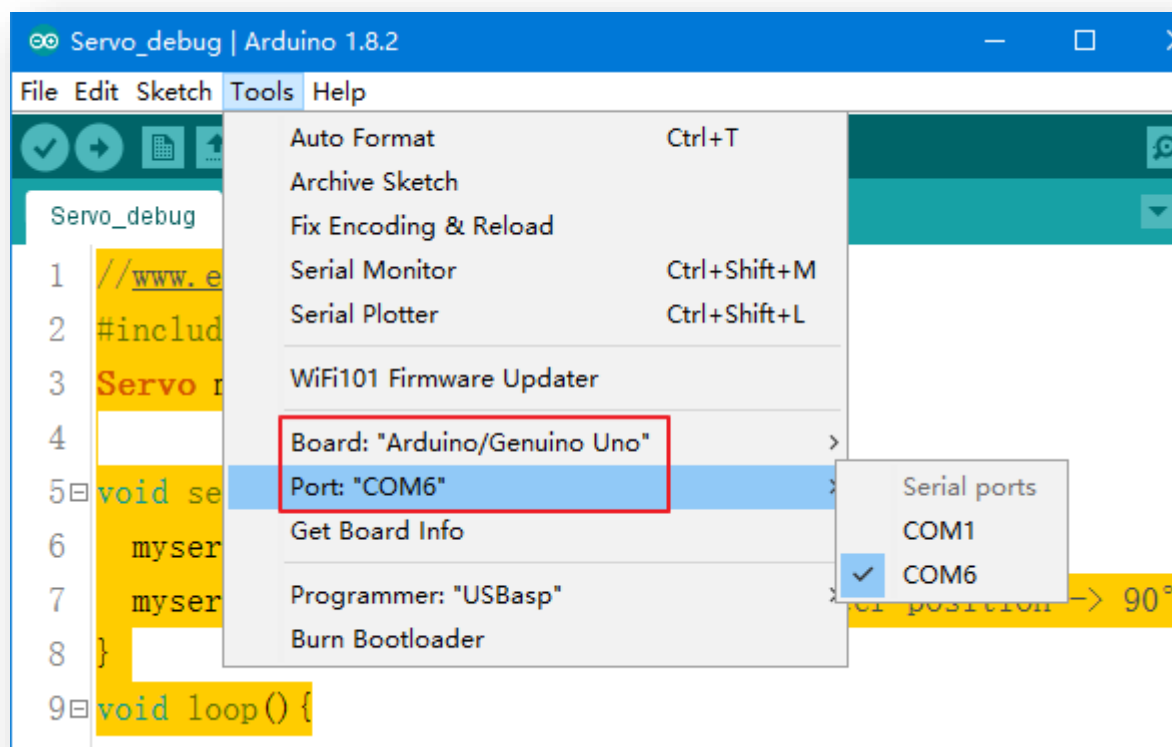 Servo_debug | Arduino 1.8.2
File Edit Sketch Tools Help
Auto Format Ctrl+T
Archive Sketch
Servo_debug
Fix Encoding & Reload
Serial Monitor Ctrl+Shift+M
Serial Plotter Ctrl+Shift+L
WiFi101 Firmware Updater
Board: "Arduino/Genuino Uno"
Port: "COM6"
Get Board Info
Programmer: "USBasp"
Burn Bootloader
Serial ports
COM1
COM6
1 //www.e
2 #includ
3 Servo
4
5 void se
6 myser
7 myser position -> 90°
8 }
9 void loop(){